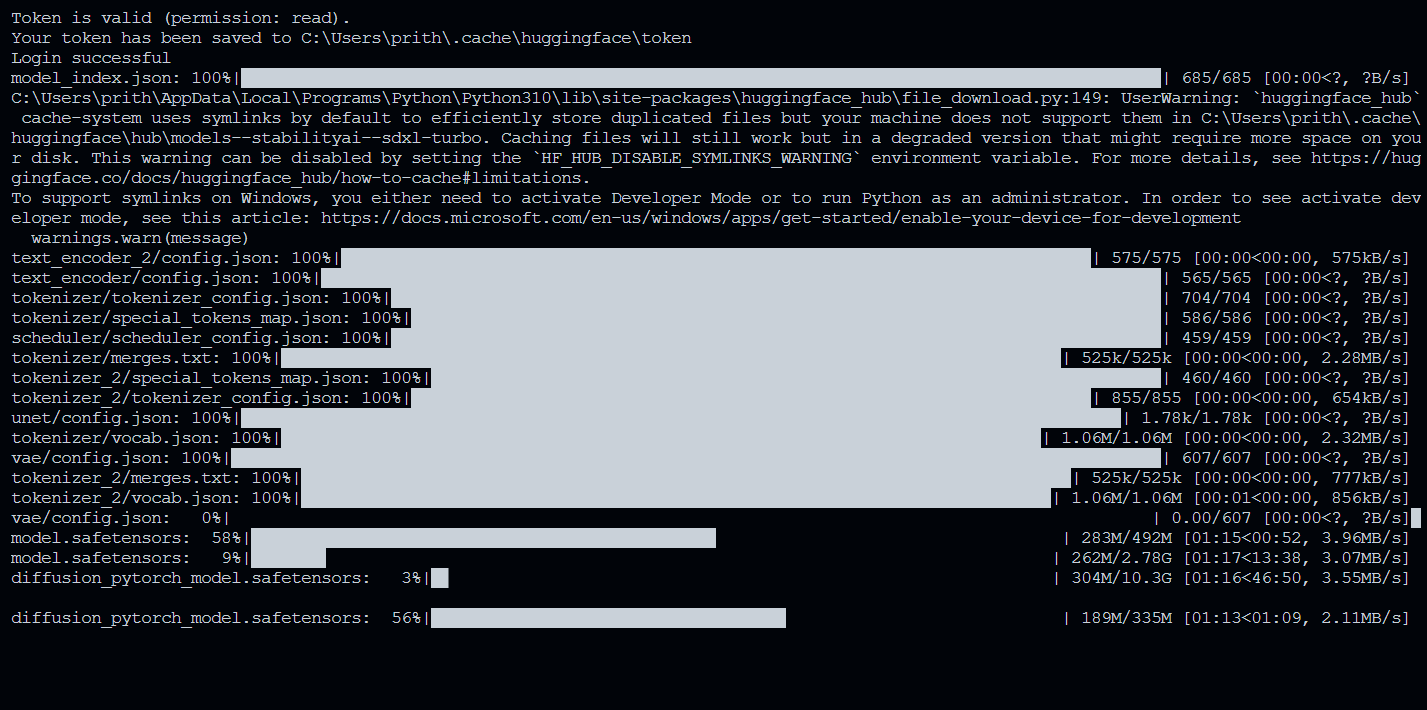 Token is valid (permission: read).
Your token has been saved to C:\Users\prith\.cache\huggingface\token
Login successful
model_index.json: 100%| | 685/685 [00:00<?, ?B/s]
C:\Users\prith\AppData\Local\Programs\Python\Python310\lib\site-packages\huggingface_hub\file_download.py:149: UserWarning: `huggingface_hub`
cache-system uses symlinks by default to efficiently store duplicated files but your machine does not support them in C:\Users\prith\.cache\
huggingface\hub\models--stabilityai--sdxl-turbo. Caching files will still work but in a degraded version that might require more space on you
r disk. This warning can be disabled by setting the `HF_HUB_DISABLE_SYMLINKS_WARNING` environment variable. For more details, see https://hug
gingface.co/docs/huggingface_hub/how-to-cache#limitations.
To support symlinks on Windows, you either need to activate Developer Mode or to run Python as an administrator. In order to see activate dev
eloper mode, see this article: https://docs.microsoft.com/en-us/windows/apps/get-started/enable-your-device-for-development
warnings.warn(message)
text_encoder_2/config.json: 100%| | 575/575 [00:00<00:00, 575kB/s]
text_encoder/config.json: 100%| | 565/565 [00:00<?, ?B/s]
tokenizer/tokenizer_config.json: 100%| | 704/704 [00:00<?, ?B/s]
tokenizer/special_tokens_map.json: 100%| | 586/586 [00:00<?, ?B/s]
scheduler/scheduler_config.json: 100%| | 459/459 [00:00<?, ?B/s]
tokenizer/merges.txt: 100%| | 525k/525k [00:00<00:00, 2.28MB/s]
tokenizer_2/special_tokens_map.json: 100%| | 460/460 [00:00<?, ?B/s]
tokenizer_2/tokenizer_config.json: 100%| | 855/855 [00:00<00:00, 654kB/s]
unet/config.json: 100%| | 1.78k/1.78k [00:00<?, ?B/s]
tokenizer/vocab.json: 100%| | 1.06M/1.06M [00:00<00:00, 2.32MB/s]
vae/config.json: 100%| | 607/607 [00:00<?, ?B/s]
tokenizer_2/merges.txt: 100%| | 525k/525k [00:00<00:00, 777kB/s]
tokenizer_2/vocab.json: 100%| | 1.06M/1.06M [00:01<00:00, 856kB/s]
vae/config.json: 0%| | 0.00/607 [00:00<?, ?B/s]
model.safetensors: 58%| | 283M/492M [01:15<00:52, 3.96MB/s]
model.safetensors: 9%| | 262M/2.78G [01:17<13:38, 3.07MB/s]
diffusion_pytorch_model.safetensors: 3%| | 304M/10.3G [01:16<46:50, 3.55MB/s]
diffusion_pytorch_model.safetensors: 56%| | 189M/335M [01:13<01:09, 2.11MB/s]